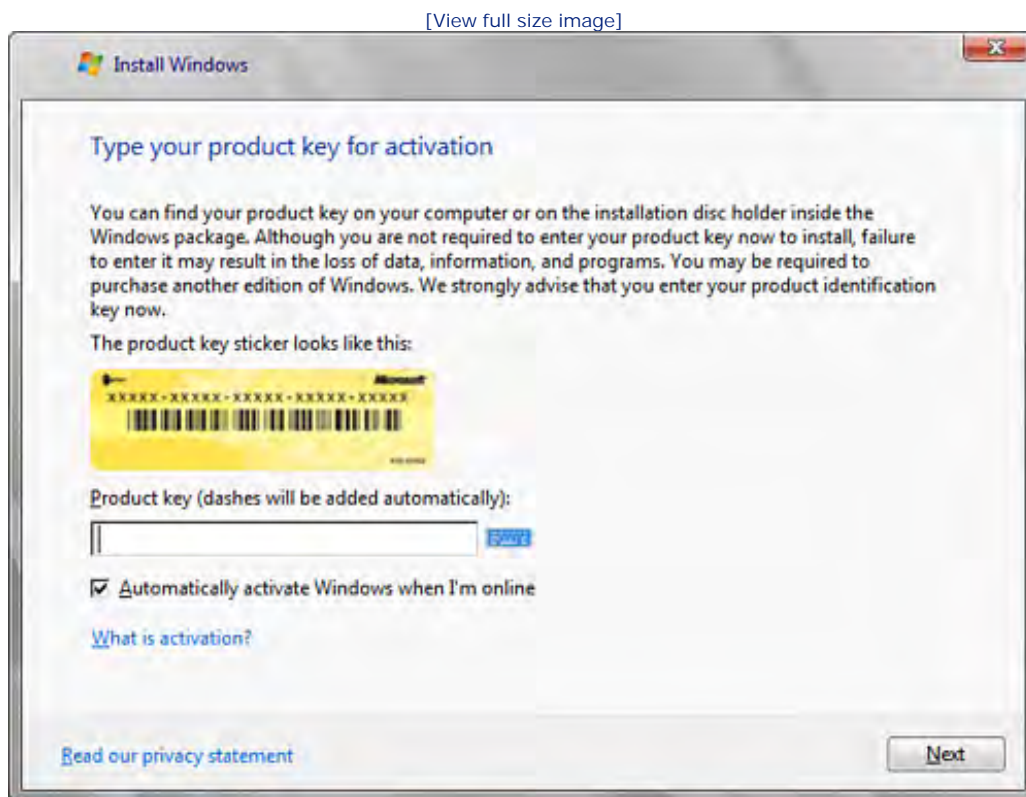 [View full size image]
Install Windows
Type your product key for activation
You can find your product key on your computer or on the installation disc holder inside the
Windows package. Although you are not required to enter your product key now to install, failure
to enter it may result in the loss of data, information, and programs. You may be required to
purchase another edition of Windows. We strongly advise that you enter your product identification
key now.
The product key sticker looks like this:
Microsoft
XXXXX-XXXXX-XXXXX-XXXXX-XXXXX
Product key (dashes will be added automatically):
Automatically activate Windows when I'm online
What is activation?
Read our privacy statement
Next